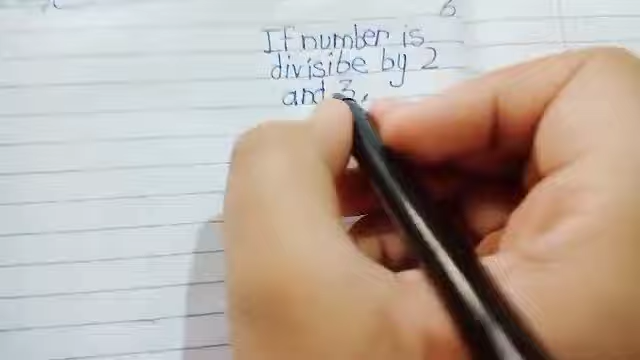 6
If number is
divisibe by 2
and 3.